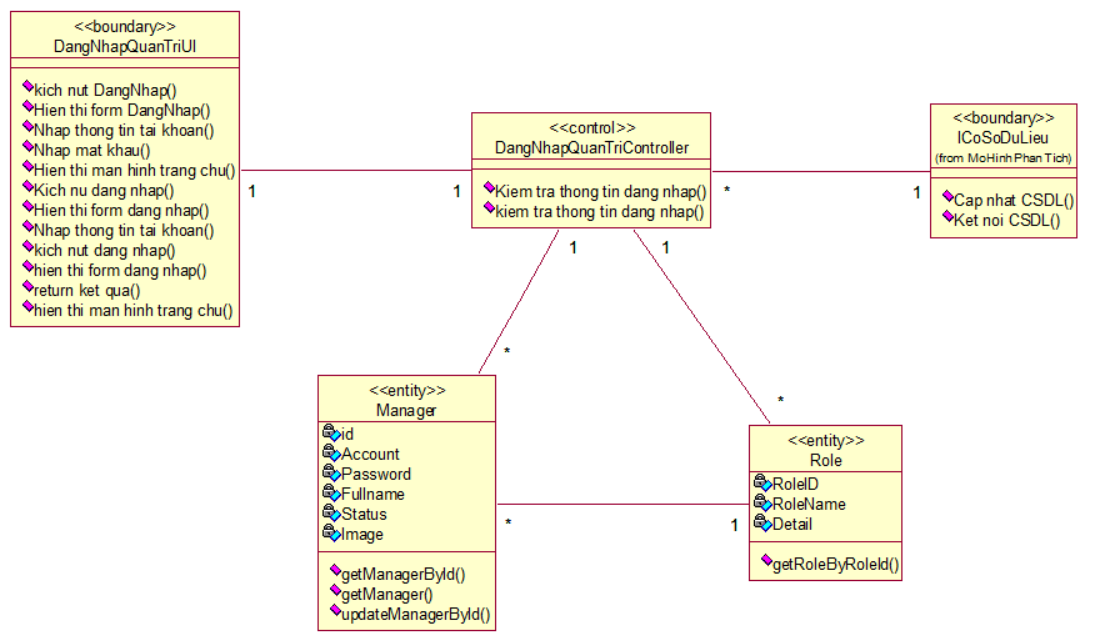 <<boundary>>
DangNhapQuanTriUI
kich nut DangNhap()
Hien thi form DangNhap()
Nhap thong tin tai khoan()
Nhap mat khau()
Hien thi man hinh trang chu()
Kich nu dang nhap()
Hien thi form dang nhap()
Nhap thong tin tai khoan()
kich nut dang nhap()
hien thi form dang nhap()
return ket qua()
hien thi man hinh trang chu()
1
1
<<control>>
DangNhapQuanTriController
Kiem tra thong tin dang nhap()
kiem tra thong tin dang nhap()
*
1
<<boundary>>
ICoSoDuLieu
(from MoHinh Phan Tich)
Cap nhat CSDL()
Ket noi CSDL()
1
1
*
*
<<entity>>
Manager
id
Account
Password
Fullname
Status
Image
getManagerById()
getManager()
updateManagerById()
*
1
<<entity>>
Role
RoleID
RoleName
Detail
getRoleByRoleId()